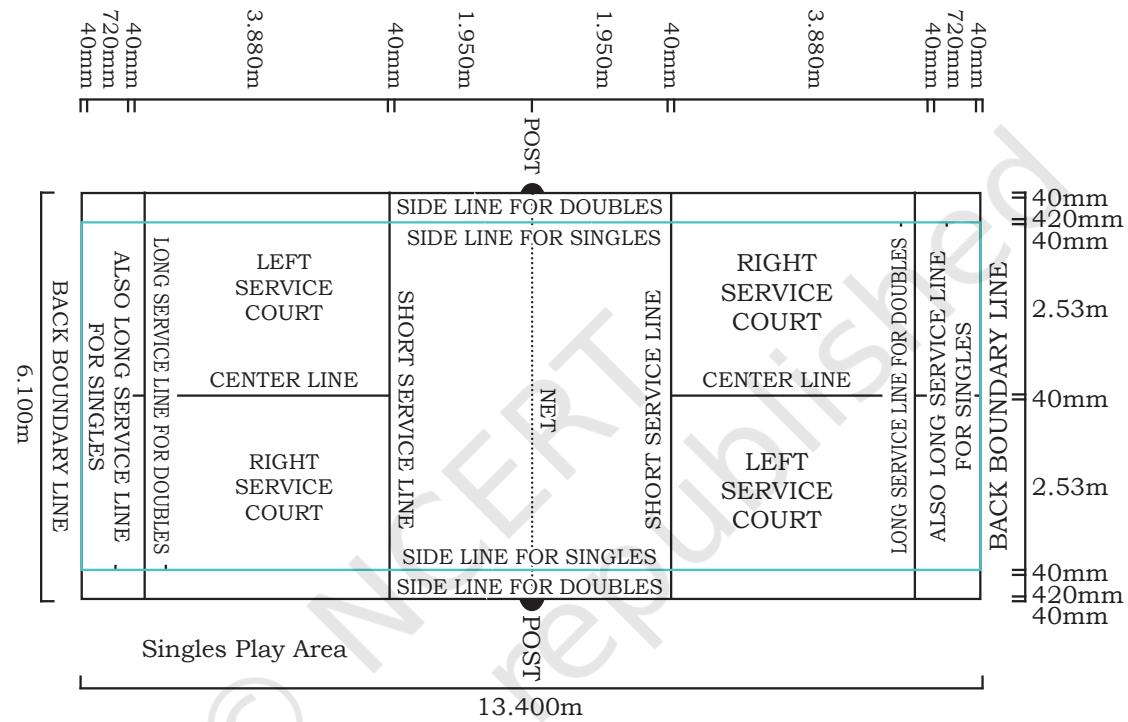 40mm
720mm
40mm
3.880m
40mm
1.950m
1.950m
40mm
3.880m
40mm
720mm
40mm
POST
SIDE LINE FOR DOUBLES
SIDE LINE FOR SINGLES
40mm
420mm
40mm
2.53m
40mm
2.53m
40mm
420mm
40mm
6.100m
BACK BOUNDARY LINE
ALSO LONG SERVICE LINE
FOR SINGLES
LONG SERVICE LINE FOR DOUBLES
LEFT
SERVICE
COURT
CENTER LINE
RIGHT
SERVICE
COURT
SHORT SERVICE LINE
NET
SHORT SERVICE LINE
RIGHT
SERVICE
COURT
CENTER LINE
LEFT
SERVICE
COURT
LONG SERVICE LINE FOR DOUBLES
ALSO LONG SERVICE LINE
FOR SINGLES
BACK BOUNDARY LINE
SIDE LINE FOR SINGLES
SIDE LINE FOR DOUBLES
POST
Singles Play Area
13.400m
© NCERT
republished